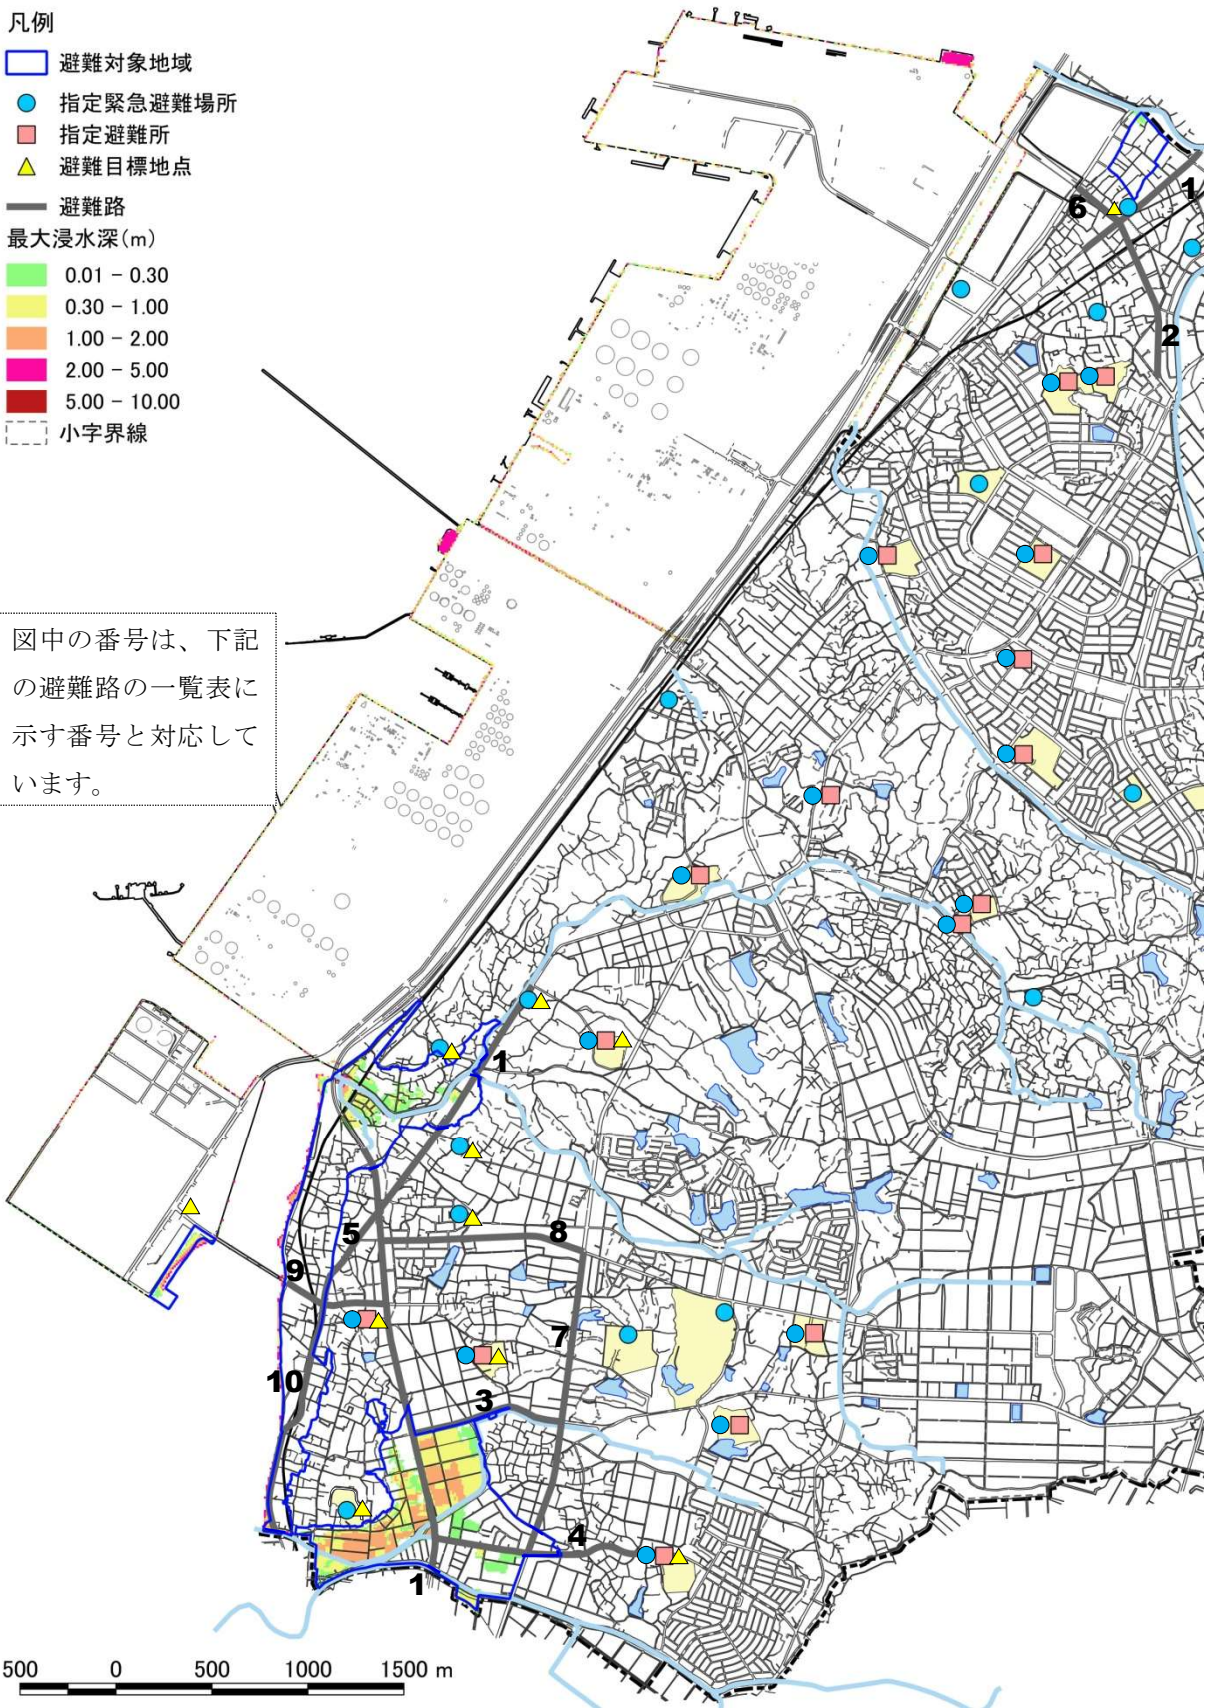 凡例
避難対象地域
指定緊急避難場所
指定避難所
避難目標地点
避難路
最大浸水深(m)
0.01 - 0.30
0.30 - 1.00
1.00 - 2.00
2.00 - 5.00
5.00 - 10.00
小字界線
1
6
2
図中の番号は、下記
の避難路の一覧表に
示す番号と対応して
います。
1
5
8
9
7
10
3
4
1
500 0 500 1000 1500 m